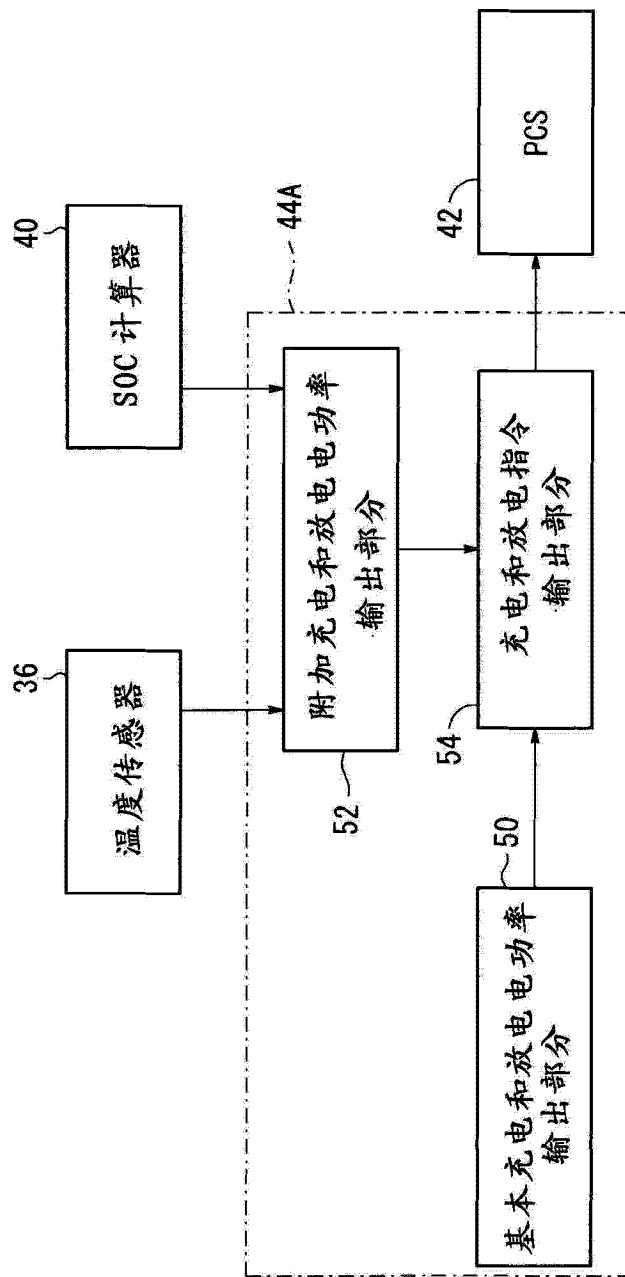 36
温度传感器
40
SOC 计算器
44A
附加充电和放电电功率
输出部分
52
基本充电和放电电功率
输出部分
50
充电和放电指令
输出部分
54
PCS
42